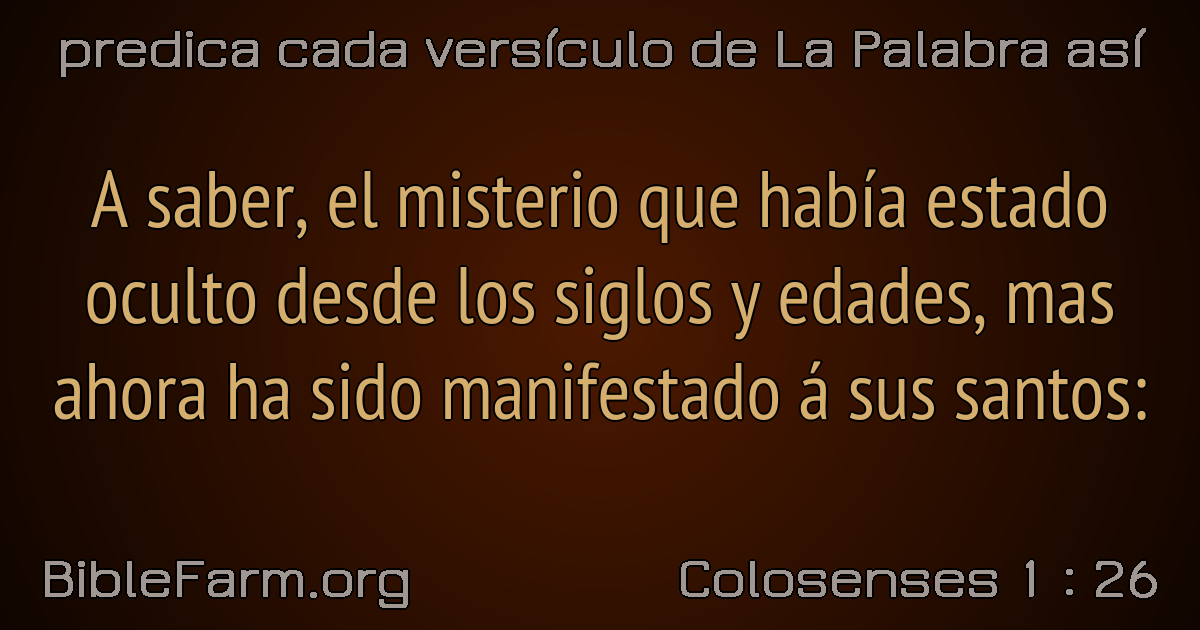 predica cada versículo de La Palabra así
A saber, el misterio que había estado
oculto desde los siglos y edades, mas
ahora ha sido manifestado á sus santos:
BibleFarm.org
Colosenses 1 : 26